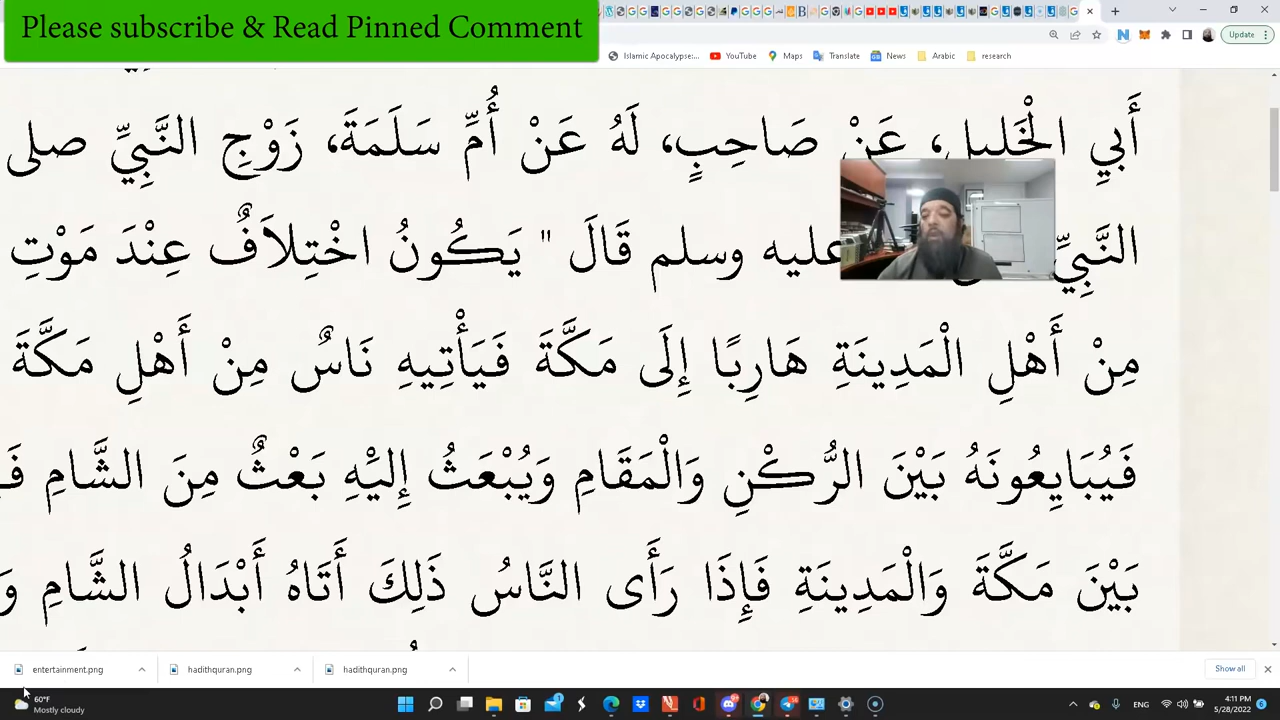 Please subscribe & Read Pinned Comment
Update
Islamic Apocalypse:...
YouTube
Maps
Translate
News
Arabic
research
أَبِي الْخَلِيلِ، عَنْ صَاحِبٍ، لَهُ عَنْ أُمِّ سَلَمَةَ، زَوْجِ النَّبِيِّ صلى
النَّبِيِّ عليه وسلم قَالَ " يَكُونُ اخْتِلاَفٌ عِنْدَ مَوْتِ
مِنْ أَهْلِ الْمَدِينَةِ هَارِبًا إِلَى مَكَّةَ فَيَأْتِيهِ نَاسٌ مِنْ أَهْلِ مَكَّةَ
فَيُبَايِعُونَهُ بَيْنَ الرُّكْنِ وَالْمَقَامِ وَيُبْعَثُ إِلَيْهِ بَعْثٌ مِنَ الشَّامِ
بَيْنَ مَكَّةَ وَالْمَدِينَةِ فَإِذَا رَأَى النَّاسُ ذَلِكَ أَتَاهُ أَبْدَالُ الشَّامِ
entertainment.png
hadithquran.png
hadithquran.png
Show all
60°F
Mostly cloudy
ENG
4:11 PM
5/28/2022